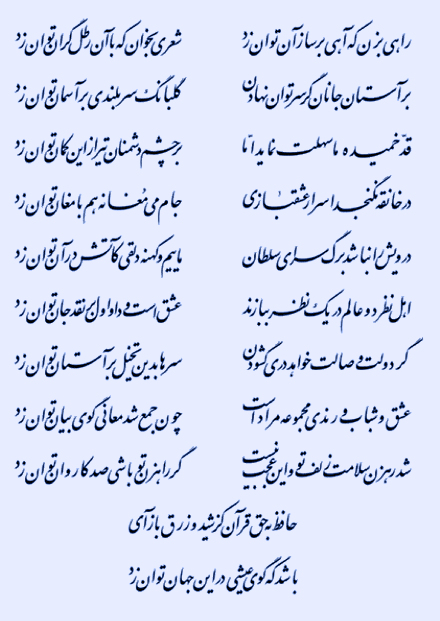 راهی بزن که آهی بر ساز آن توان زد شعری بخوان که با آن رطل گران توان زد
بر آستان جانان گر سر توان نهادن گلبانگ سربلندی بر آسمان توان زد
قد خمیده ما سهلت نماید اما بر چشم دشمنان تیر از این کمان توان زد
در خانقه نگنجد اسرار عشقبازی جام می مغانه هم با مغان توان زد
درویش را نباشد برگ سرای سلطان ماییم و کهنه دلقی کآتش در آن توان زد
اهل نظر دو عالم در یک نظر ببازند عشق است و داو اول بر نقد جان توان زد
گر دولت وصالت خواهد دری گشودن سرها بدین تخیل بر آستان توان زد
عشق و شباب و رندی مجموعه مراد است چون جمع شد معانی گوی بیان توان زد
شد رهزن سلامت زلف تو وین عجب نیست گر راهزن تو باشی صد کاروان توان زد
حافظ به حق قرآن کز شید و زرق بازآی
باشد که گوی عیشی در این جهان توان زد